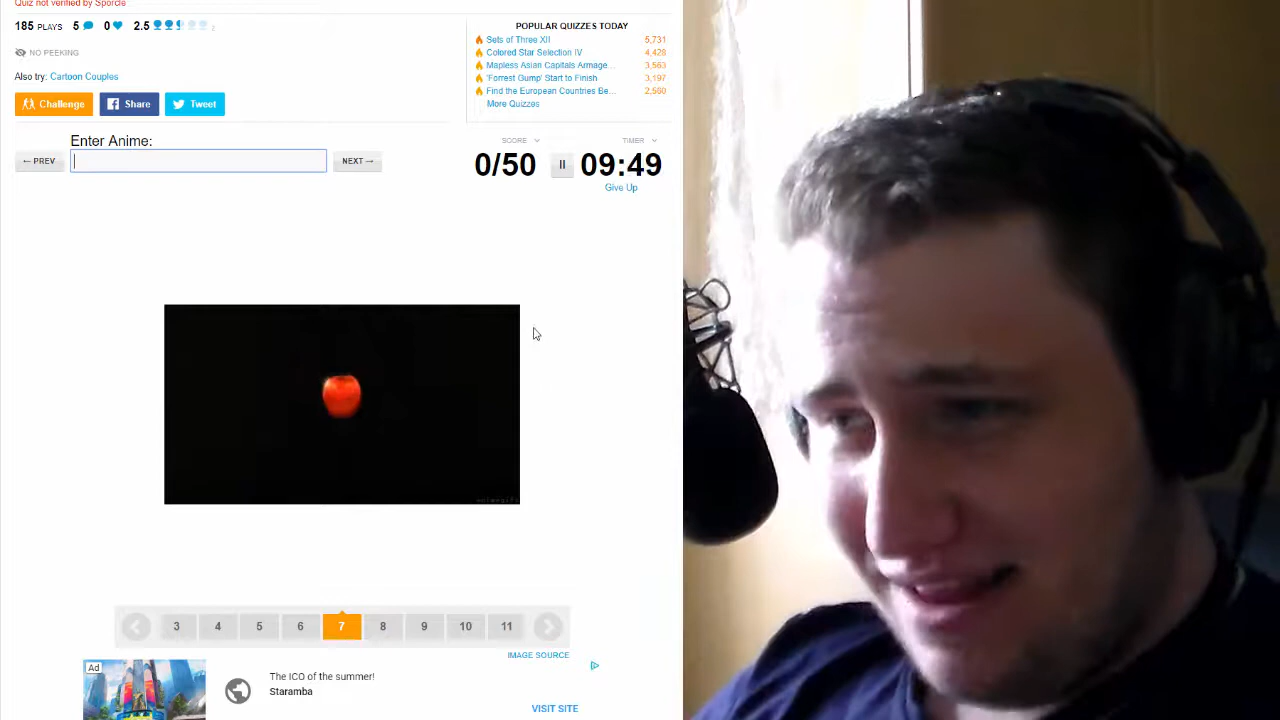 Quiz not verified by Sporcle
185 PLAYS 5 0 2.5 2
NO PEEKING
Also try: Cartoon Couples
Challenge
Share
Tweet
POPULAR QUIZZES TODAY
Sets of Three XII 5,731
Colored Star Selection IV 4,428
Mapless Asian Capitals Armage... 3,563
'Forrest Gump' Start to Finish 3,197
Find the European Countries Be... 2,560
More Quizzes
Enter Anime:
← PREV
NEXT →
SCORE
0/50
TIMER
09:49
Give Up
3 4 5 6 7 8 9 10 11
IMAGE SOURCE
Ad
The ICO of the summer!
Staramba
VISIT SITE